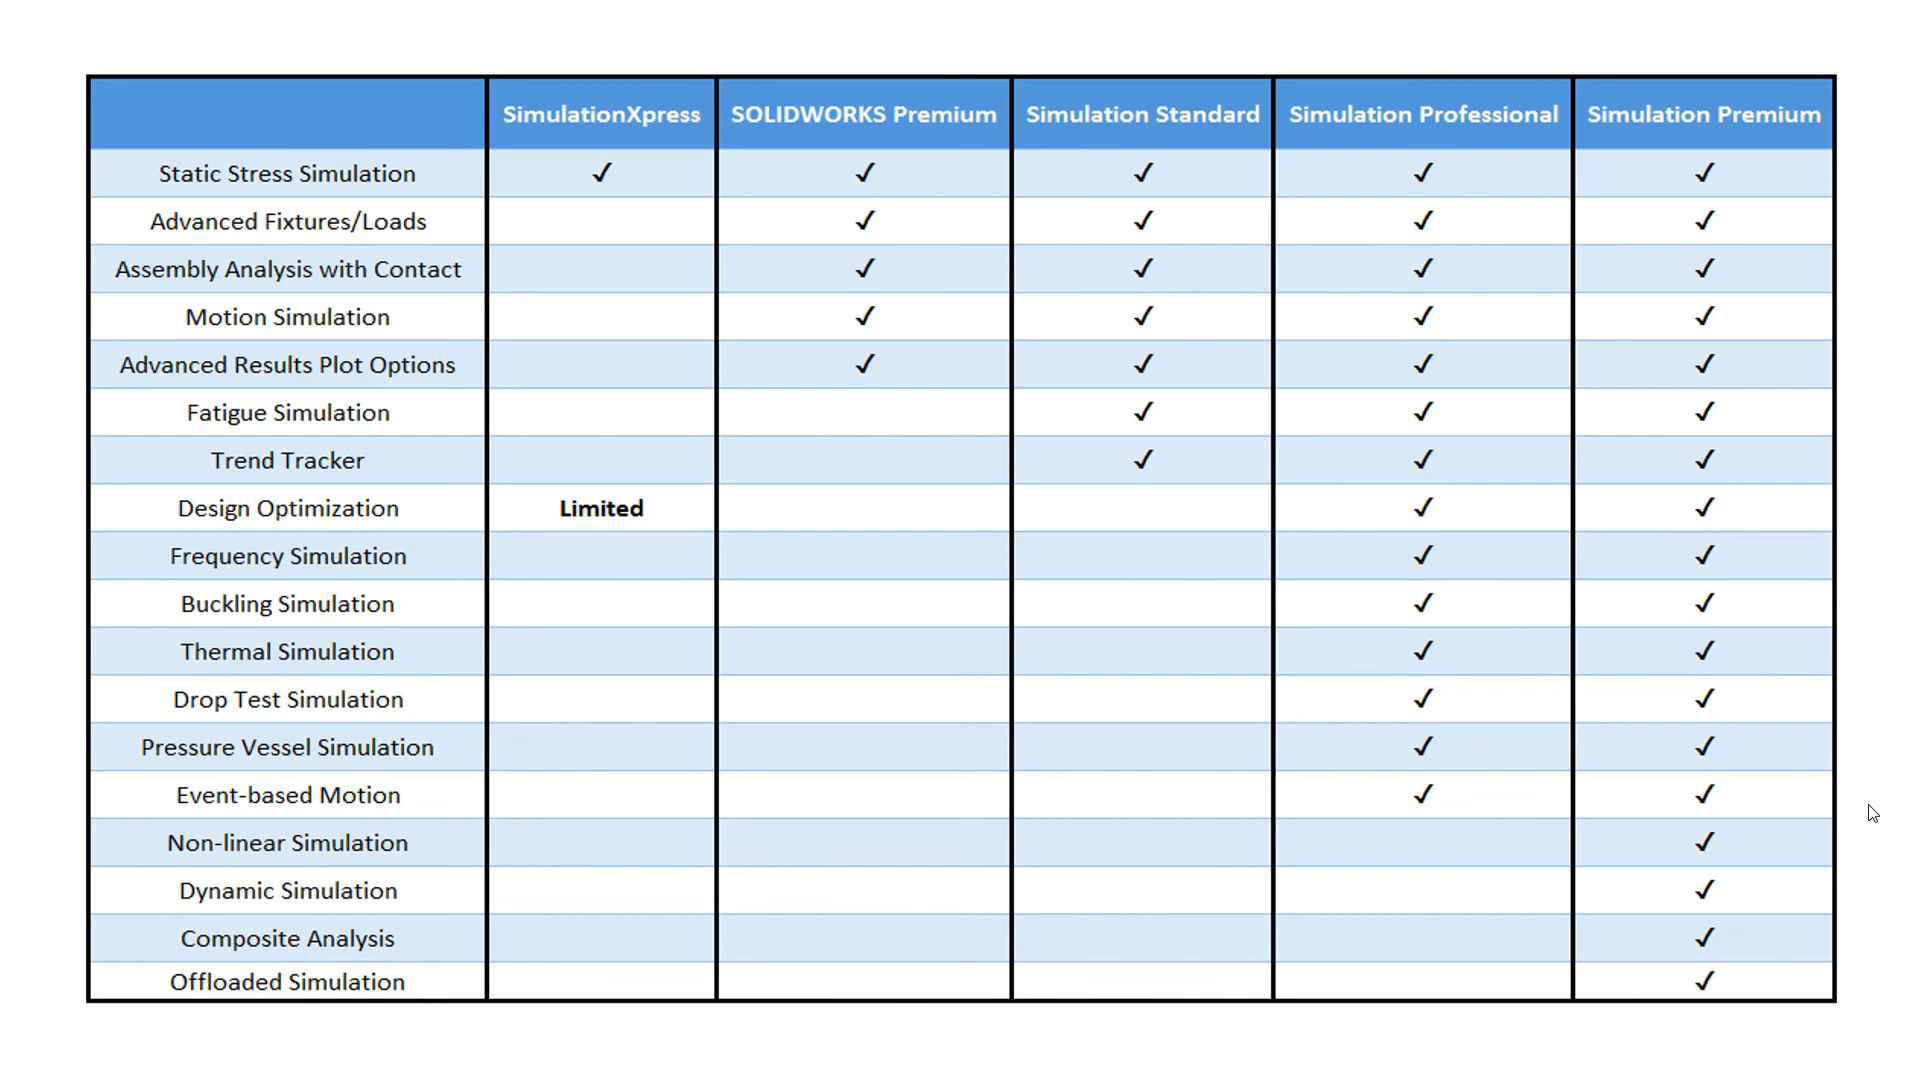 SimulationXpress SOLIDWORKS Premium Simulation Standard Simulation Professional Simulation Premium
Static Stress Simulation ✓ ✓ ✓ ✓ ✓
Advanced Fixtures/Loads ✓ ✓ ✓ ✓
Assembly Analysis with Contact ✓ ✓ ✓ ✓
Motion Simulation ✓ ✓ ✓ ✓
Advanced Results Plot Options ✓ ✓ ✓ ✓
Fatigue Simulation ✓ ✓ ✓
Trend Tracker ✓ ✓ ✓
Design Optimization Limited ✓ ✓
Frequency Simulation ✓ ✓
Buckling Simulation ✓ ✓
Thermal Simulation ✓ ✓
Drop Test Simulation ✓ ✓
Pressure Vessel Simulation ✓ ✓
Event-based Motion ✓ ✓
Non-linear Simulation ✓
Dynamic Simulation ✓
Composite Analysis ✓
Offloaded Simulation ✓